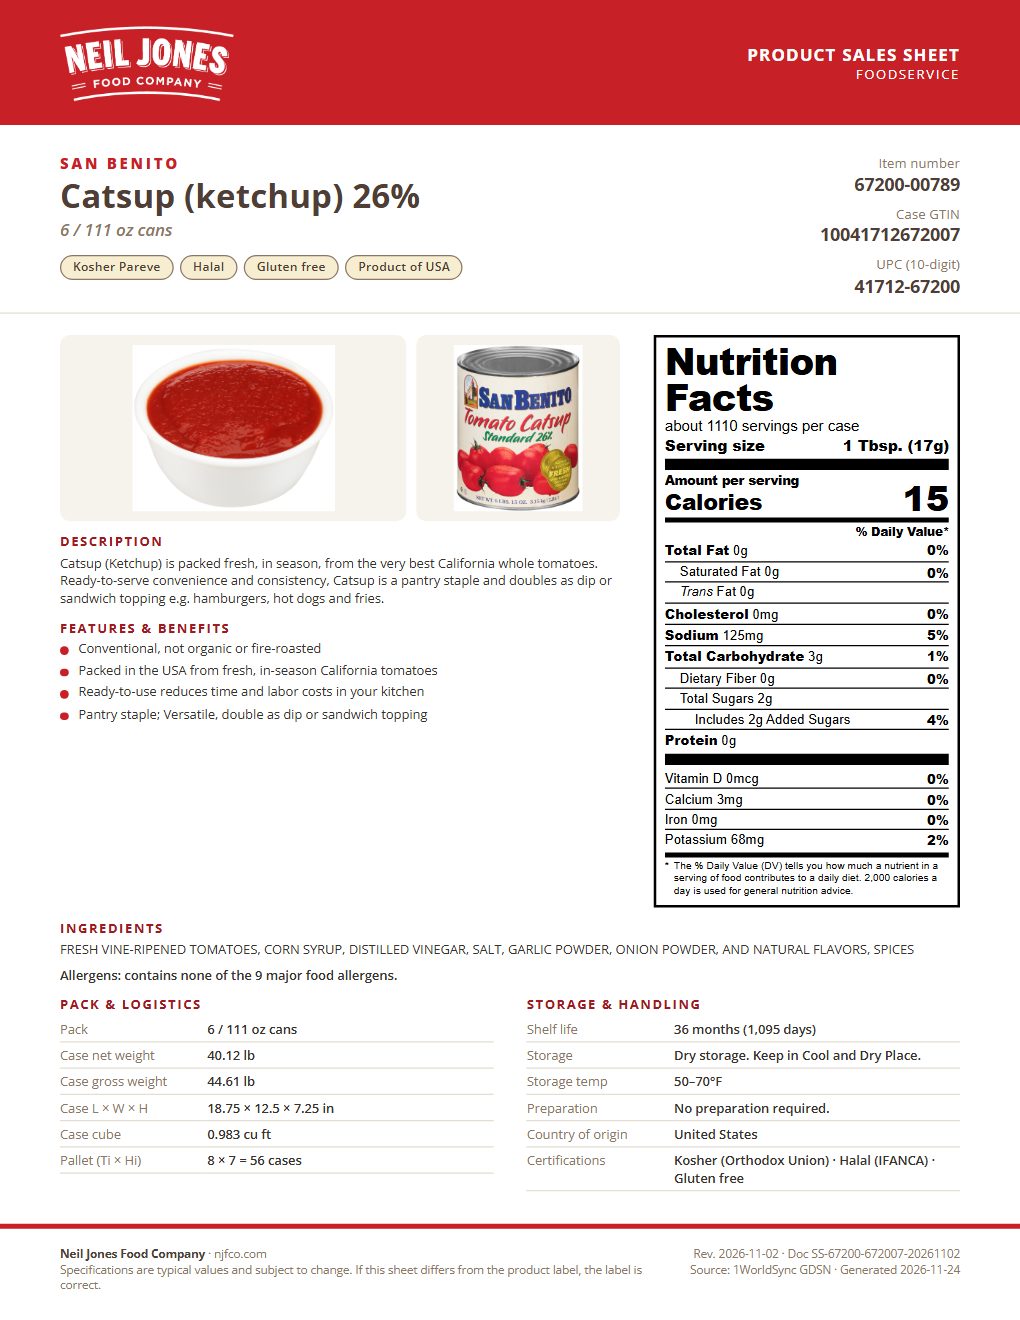 NEIL JONES
FOOD COMPANY
PRODUCT SALES SHEET
FOODSERVICE
SAN BENITO
Catsup (ketchup) 26%
6 / 111 oz cans
Kosher Pareve
Halal
Gluten free
Product of USA
Item number
67200-00789
Case GTIN
10041712672007
UPC (10-digit)
41712-67200
SAN BENITO
Tomato Catsup
Standard 26%
FRESH
DESCRIPTION
Catsup (Ketchup) is packed fresh, in season, from the very best California whole tomatoes.
Ready-to-serve convenience and consistency, Catsup is a pantry staple and doubles as dip or
sandwich topping e.g. hamburgers, hot dogs and fries.
FEATURES & BENEFITS
Conventional, not organic or fire-roasted
Packed in the USA from fresh, in-season California tomatoes
Ready-to-use reduces time and labor costs in your kitchen
Pantry staple; Versatile, double as dip or sandwich topping
Nutrition
Facts
about 1110 servings per case
Serving size 1 Tbsp. (17g)
Amount per serving
Calories 15
% Daily Value*
Total Fat 0g 0%
Saturated Fat 0g 0%
Trans Fat 0g
Cholesterol 0mg 0%
Sodium 125mg 5%
Total Carbohydrate 3g 1%
Dietary Fiber 0g 0%
Total Sugars 2g
Includes 2g Added Sugars 4%
Protein 0g
Vitamin D 0mcg 0%
Calcium 3mg 0%
Iron 0mg 0%
Potassium 68mg 2%
* The % Daily Value (DV) tells you how much a nutrient in a
serving of food contributes to a daily diet. 2,000 calories a
day is used for general nutrition advice.
INGREDIENTS
FRESH VINE-RIPENED TOMATOES, CORN SYRUP, DISTILLED VINEGAR, SALT, GARLIC POWDER, ONION POWDER, AND NATURAL FLAVORS, SPICES
Allergens: contains none of the 9 major food allergens.
PACK & LOGISTICS
Pack 6 / 111 oz cans
Case net weight 40.12 lb
Case gross weight 44.61 lb
Case L × W × H 18.75 × 12.5 × 7.25 in
Case cube 0.983 cu ft
Pallet (Ti × Hi) 8 × 7 = 56 cases
STORAGE & HANDLING
Shelf life 36 months (1,095 days)
Storage Dry storage. Keep in Cool and Dry Place.
Storage temp 50–70°F
Preparation No preparation required.
Country of origin United States
Certifications Kosher (Orthodox Union) · Halal (IFANCA) ·
Gluten free
Neil Jones Food Company · njfco.com
Specifications are typical values and subject to change. If this sheet differs from the product label, the label is
correct.
Rev. 2026-11-02 · Doc SS-67200-672007-20261102
Source: 1WorldSync GDSN · Generated 2026-11-24